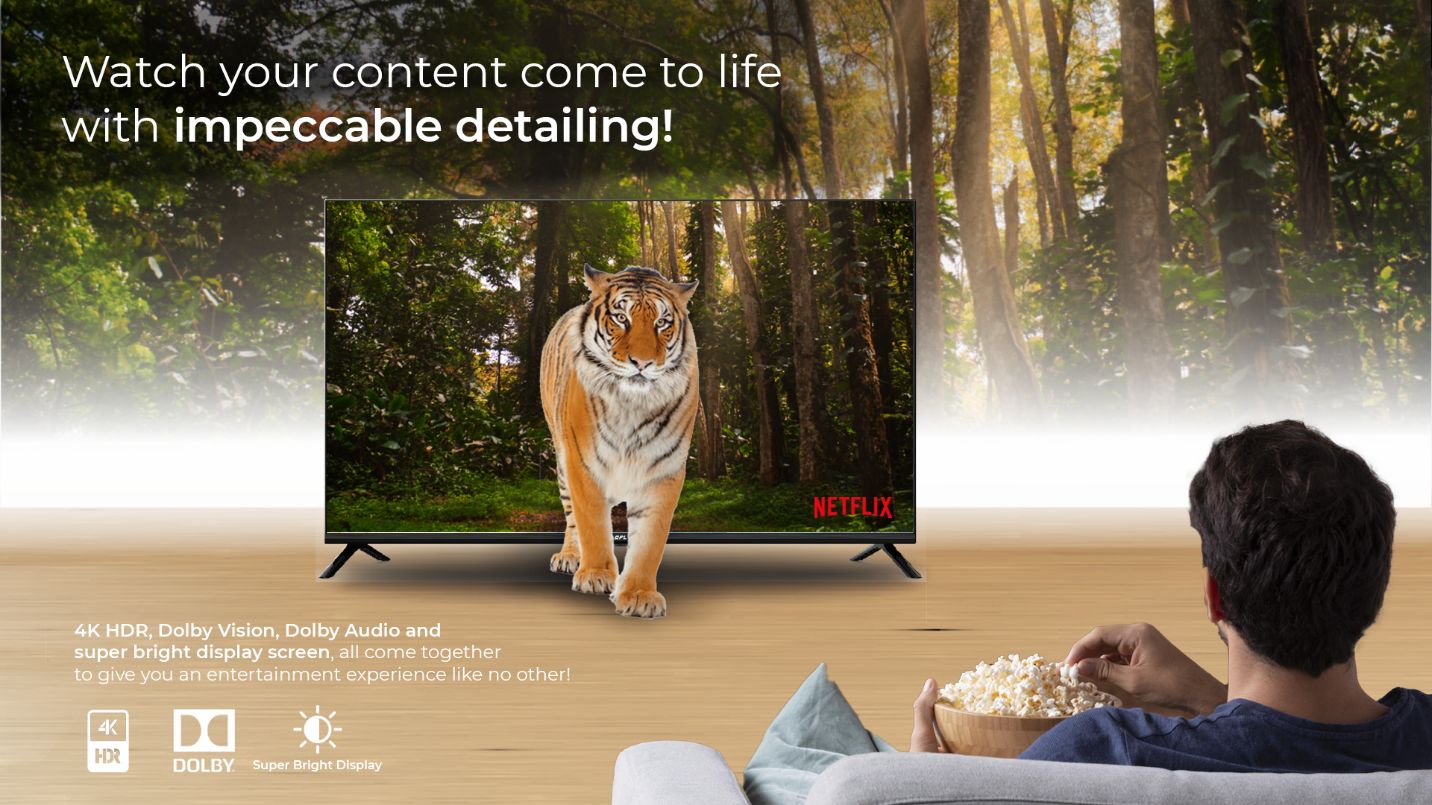 Watch your content come to life
with impeccable detailing!
NETFLIX
4K HDR, Dolby Vision, Dolby Audio and
super bright display screen, all come together
to give you an entertainment experience like no other!
4K
HDR
DOLBY
Super Bright Display